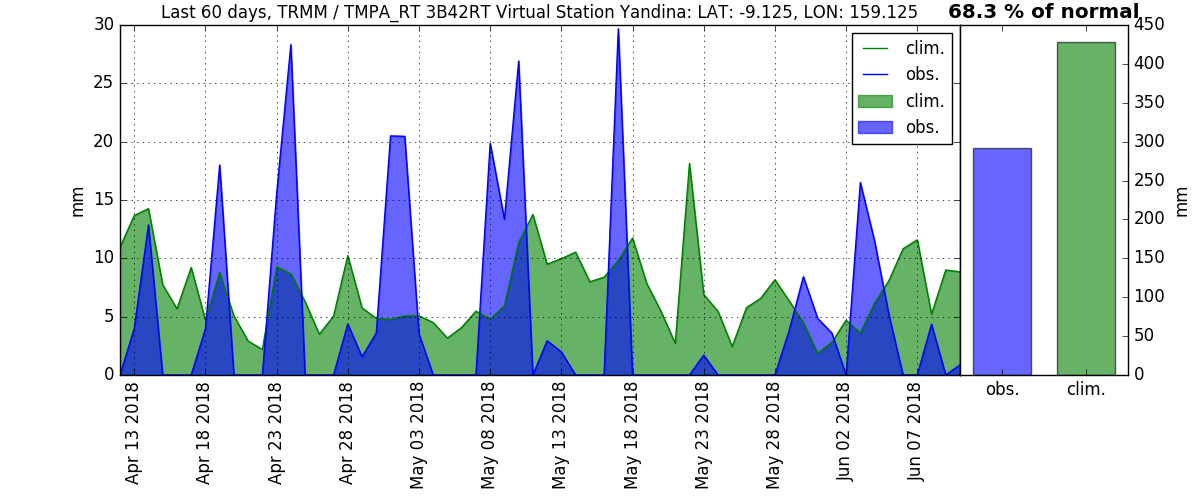 Last 60 days, TRMM / TMPA_RT 3B42RT Virtual Station Yandina: LAT: -9.125, LON: 159.125
68.3 % of normal
30
25
20
15
10
5
0
mm
clim.
obs.
clim.
obs.
450
400
350
300
250
200
150
100
50
0
mm
obs.
clim.
Apr 13 2018
Apr 18 2018
Apr 23 2018
Apr 28 2018
May 03 2018
May 08 2018
May 13 2018
May 18 2018
May 23 2018
May 28 2018
Jun 02 2018
Jun 07 2018